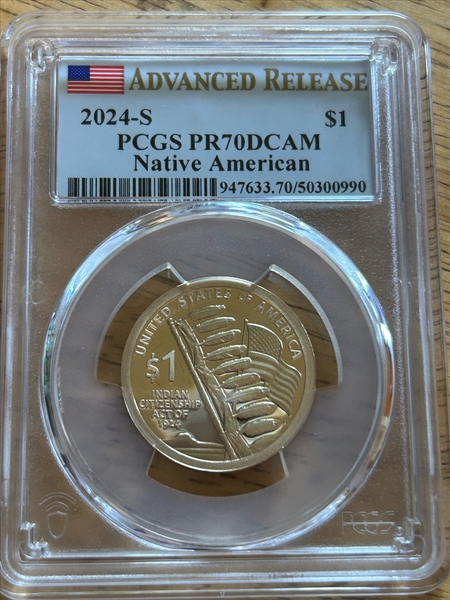 ADVANCED RELEASE
2024-S $1
PCGS PR70DCAM
Native American
947633.70/50300990
UNITED STATES OF AMERICA
$1
INDIAN
CITIZENSHIP
ACT OF
1924
PCGS